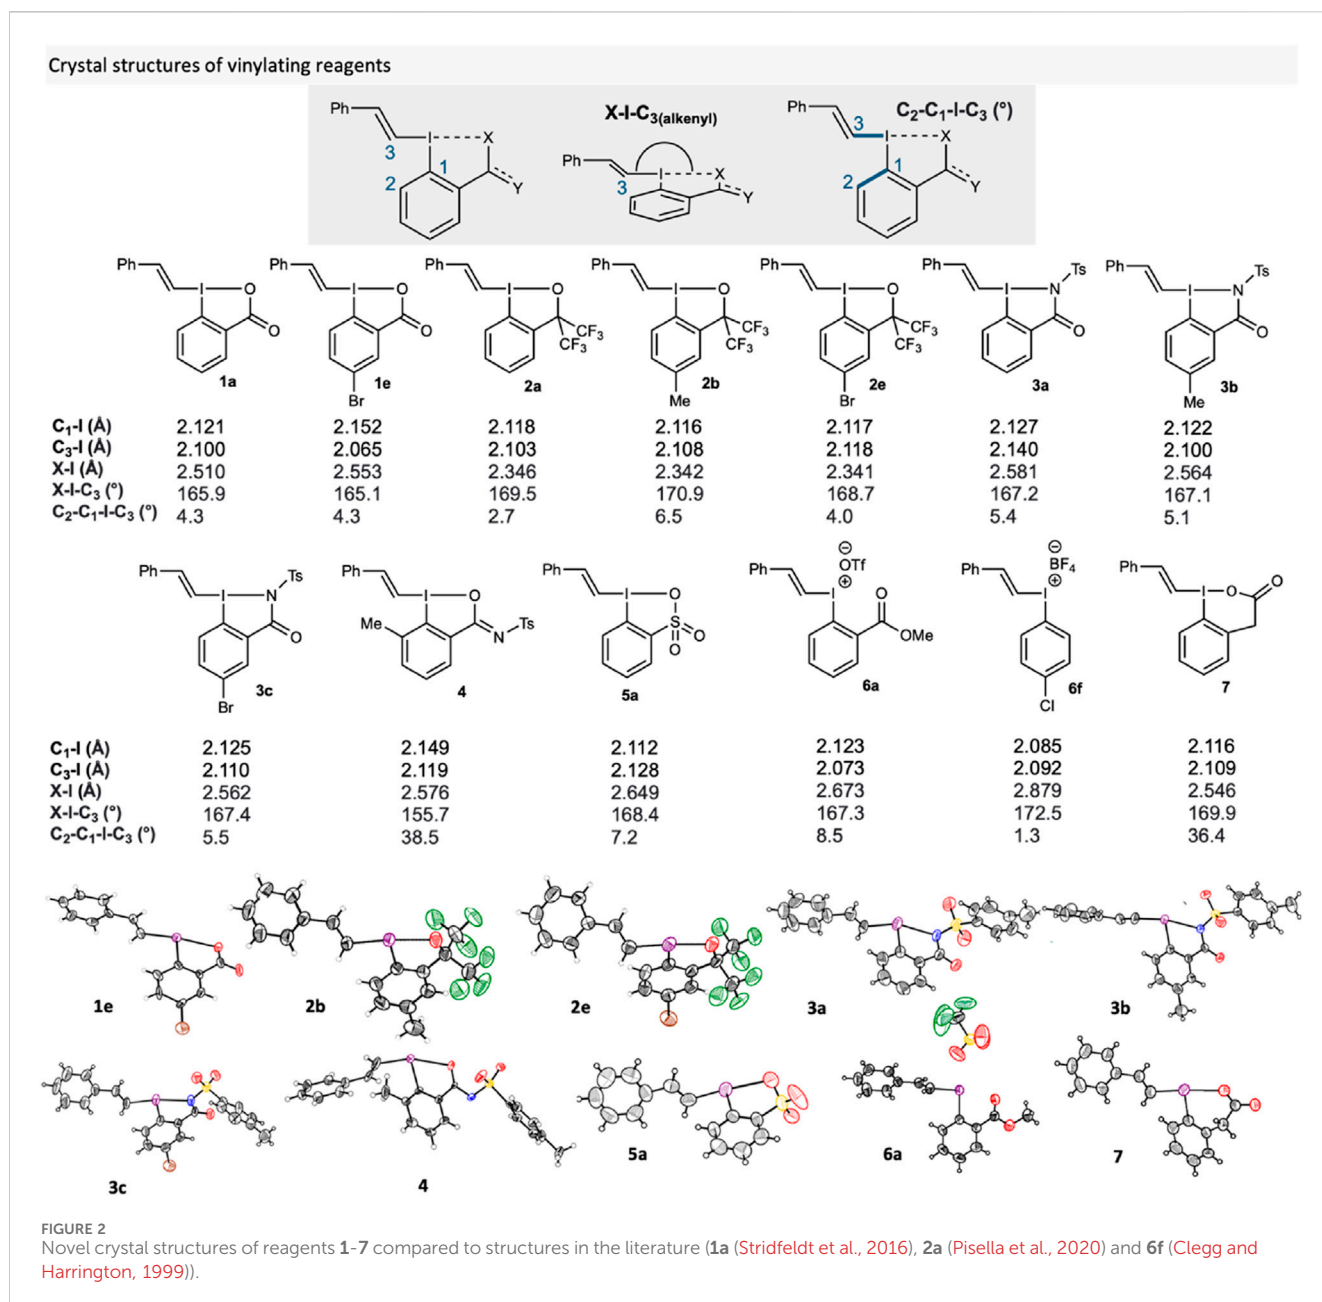 Crystal structures of vinylating reagents
Ph I X 3 1 2 Y
X-I-C3(alkenyl)
Ph I X 3 Y
C2-C1-I-C3 (°)
Ph 3 I X 1 2 Y
Ph I O O 1a
Ph I O O Br 1e
Ph I O CF3 CF3 2a
Ph I O CF3 CF3 Me 2b
Ph I O CF3 CF3 Br 2e
Ph I N Ts O 3a
Ph I N Ts O Me 3b
C1-I (Å) 2.121 2.152 2.118 2.116 2.117 2.127 2.122
C3-I (Å) 2.100 2.065 2.103 2.108 2.118 2.140 2.100
X-I (Å) 2.510 2.553 2.346 2.342 2.341 2.581 2.564
X-I-C3 (°) 165.9 165.1 169.5 170.9 168.7 167.2 167.1
C2-C1-I-C3 (°) 4.3 4.3 2.7 6.5 4.0 5.4 5.1
Ph I N Ts O Br 3c
Ph I O Me N Ts 4
Ph I O S O O 5a
Ph I + ⊖ OTf O OMe 6a
Ph I + ⊖ BF4 Cl 6f
Ph I O O 7
C1-I (Å) 2.125 2.149 2.112 2.123 2.085 2.116
C3-I (Å) 2.110 2.119 2.128 2.073 2.092 2.109
X-I (Å) 2.562 2.576 2.649 2.673 2.879 2.546
X-I-C3 (°) 167.4 155.7 168.4 167.3 172.5 169.9
C2-C1-I-C3 (°) 5.5 38.5 7.2 8.5 1.3 36.4
1e 2b 2e 3a 3b
3c 4 5a 6a 7
FIGURE 2
Novel crystal structures of reagents 1-7 compared to structures in the literature (1a (Stridfeldt et al., 2016), 2a (Pisella et al., 2020) and 6f (Clegg and
Harrington, 1999)).